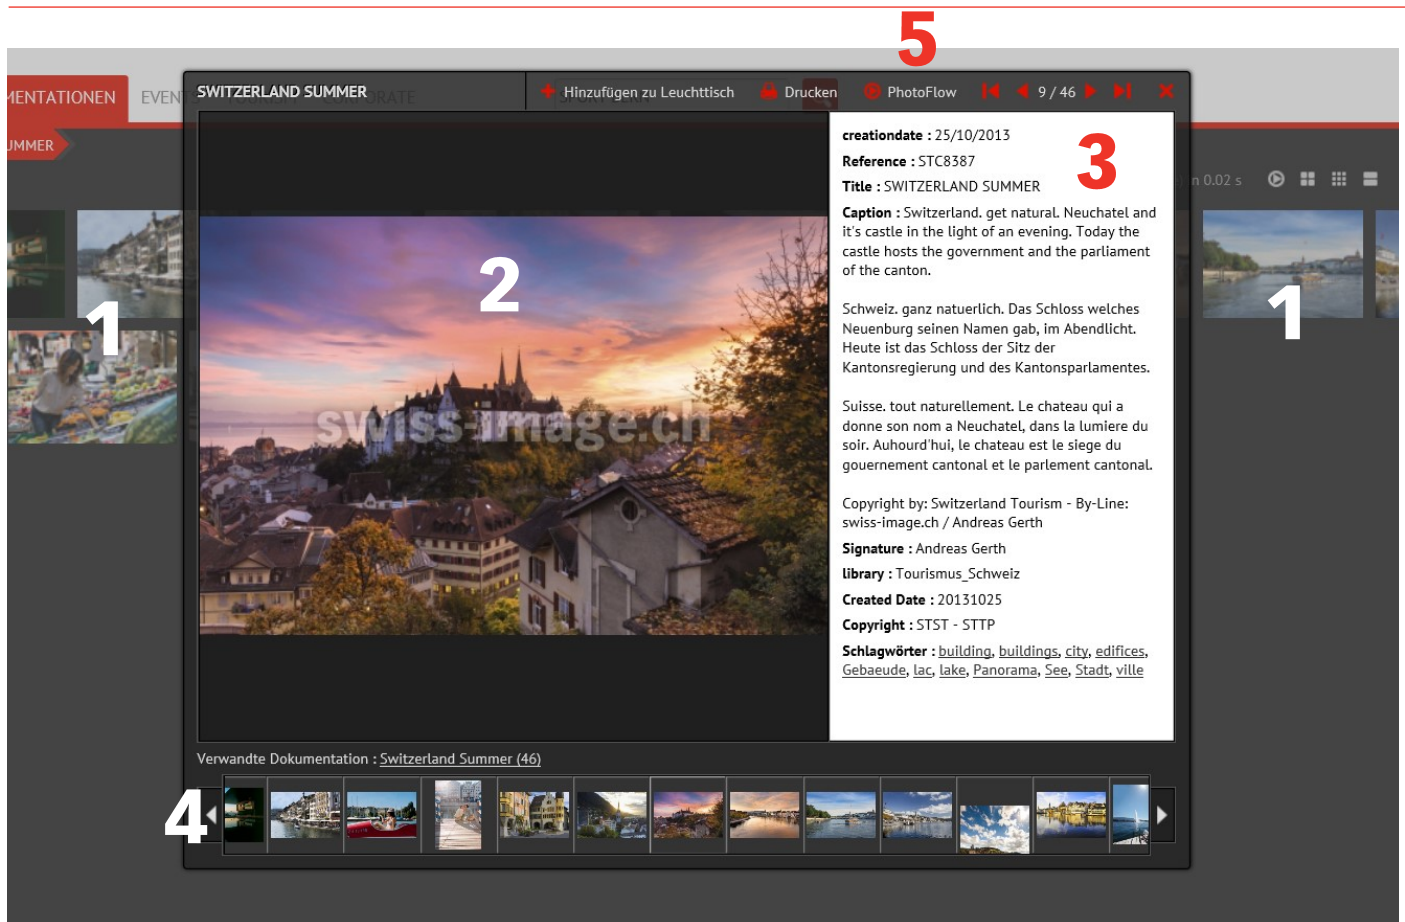 5
MENTATIONEN
EVENTS
CORPORATE
SWITZERLAND SUMMER
Hinzufügen zu Leuchttisch
Drucken
PhotoFlow
9 / 46
UMMER
n 0.02 s
creationdate : 25/10/2013
3
Reference : STC8387
Title : SWITZERLAND SUMMER
Caption : Switzerland. get natural. Neuchatel and
it's castle in the light of an evening. Today the
castle hosts the government and the parliament
of the canton.
Schweiz. ganz natuerlich. Das Schloss welches
Neuenburg seinen Namen gab, im Abendlicht.
Heute ist das Schloss der Sitz der
Kantonsregierung und des Kantonsparlamentes.
Suisse. tout naturellement. Le chateau qui a
donne son nom a Neuchatel, dans la lumiere du
soir. Auhourd'hui, le chateau est le siege du
gouernement cantonal et le parlement cantonal.
Copyright by: Switzerland Tourism - By-Line:
swiss-image.ch / Andreas Gerth
Signature : Andreas Gerth
library : Tourismus_Schweiz
Created Date : 20131025
Copyright : STST - STTP
Schlagwörter : building, buildings, city, edifices,
Gebaeude, lac, lake, Panorama, See, Stadt, ville
1
2
swiss-image.ch
1
Verwandte Dokumentation : Switzerland Summer (46)
4